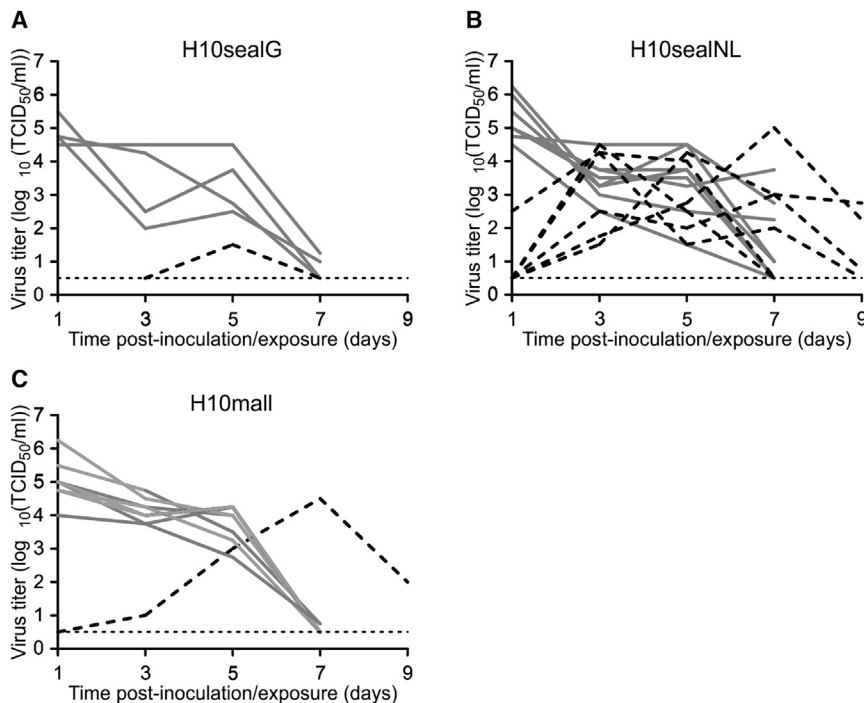 A
H10sealG
Virus titer (log 10(TCID50/ml))
7
6
5
4
3
2
1
0
1 3 5 7 9
Time post-inoculation/exposure (days)
B
H10sealNL
Virus titer (log 10(TCID50/ml))
7
6
5
4
3
2
1
0
1 3 5 7 9
Time post-inoculation/exposure (days)
C
H10mall
Virus titer (log 10(TCID50/ml))
7
6
5
4
3
2
1
0
1 3 5 7 9
Time post-inoculation/exposure (days)